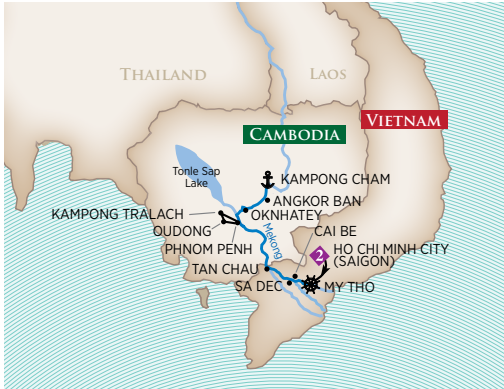 THAILAND
LAOS
VIETNAM
CAMBODIA
Tonle Sap
Lake
KAMPONG CHAM
ANGKOR BAN
KAMPONG TRALACH
OKNHATEY
OUDONG
PHNOM PENH
Mekong
CAI BE
2
HO CHI MINH CITY
(SAIGON)
TAN CHAU
SA DEC
MY THO